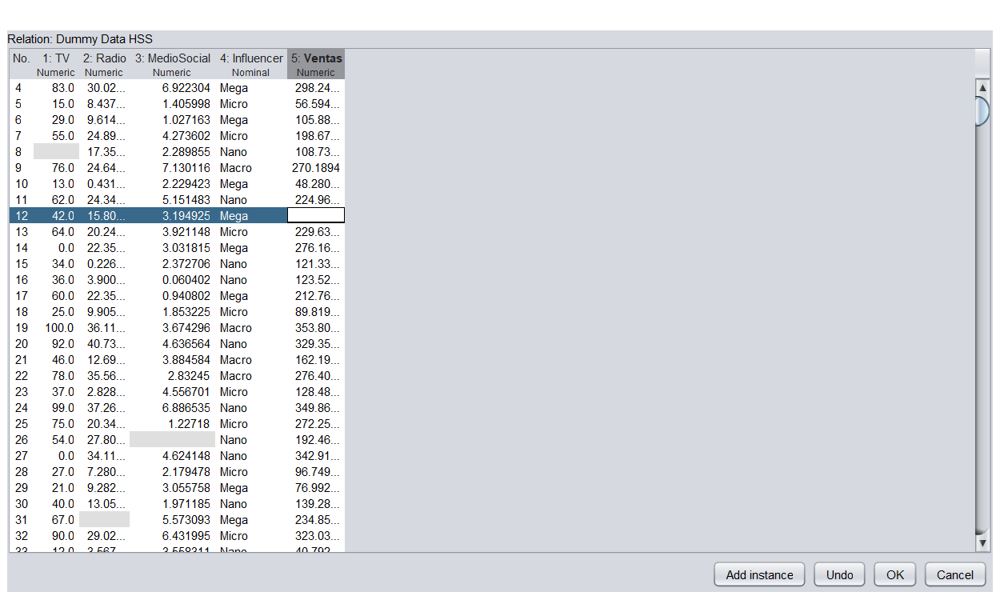 Relation: Dummy Data HSS
No. 1: TV 2: Radio 3: MedioSocial 4: Influencer 5: Ventas
Numeric Numeric Numeric Nominal Numeric
4 83.0 30.02... 6.922304 Mega 298.24...
5 15.0 8.437... 1.405998 Micro 56.594...
6 29.0 9.614... 1.027163 Mega 105.88...
7 55.0 24.89... 4.273602 Micro 198.67...
8 17.35... 2.289855 Nano 108.73...
9 76.0 24.64... 7.130116 Macro 270.1894
10 13.0 0.431... 2.229423 Mega 48.280...
11 62.0 24.34... 5.151483 Nano 224.96...
12 42.0 15.80... 3.194925 Mega
13 64.0 20.24... 3.921148 Micro 229.63...
14 0.0 22.35... 3.031815 Mega 276.16...
15 34.0 0.226... 2.372706 Nano 121.33...
16 36.0 3.900... 0.060402 Nano 123.52...
17 60.0 22.35... 0.940802 Mega 212.76...
18 25.0 9.905... 1.853225 Micro 89.819...
19 100.0 36.11... 3.674296 Macro 353.80...
20 92.0 40.73... 4.636564 Nano 329.35...
21 46.0 12.69... 3.884584 Macro 162.19...
22 78.0 35.56... 2.83245 Macro 276.40...
23 37.0 2.828... 4.556701 Micro 128.48...
24 99.0 37.26... 6.886535 Nano 349.86...
25 75.0 20.34... 1.22718 Micro 272.25...
26 54.0 27.80... Nano 192.46...
27 0.0 34.11... 4.624148 Nano 342.91...
28 27.0 7.280... 2.179478 Micro 96.749...
29 21.0 9.282... 3.055758 Mega 76.992...
30 40.0 13.05... 1.971185 Nano 139.28...
31 67.0 5.573093 Mega 234.85...
32 90.0 29.02... 6.431995 Micro 323.03...
33 12.0 3.567... 3.558311 Nano 40.792...
Add instance Undo OK Cancel